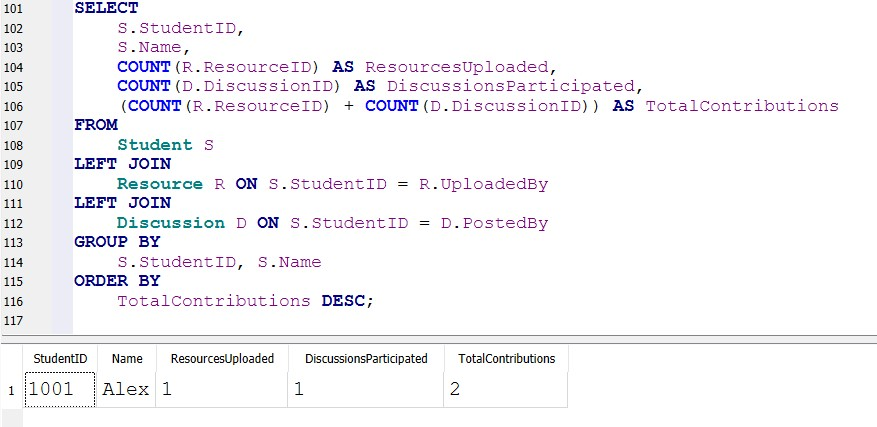 101 SELECT
102 S.StudentID,
103 S.Name,
104 COUNT(R.ResourceID) AS ResourcesUploaded,
105 COUNT(D.DiscussionID) AS DiscussionsParticipated,
106 (COUNT(R.ResourceID) + COUNT(D.DiscussionID)) AS TotalContributions
107 FROM
108 Student S
109 LEFT JOIN
110 Resource R ON S.StudentID = R.UploadedBy
111 LEFT JOIN
112 Discussion D ON S.StudentID = D.PostedBy
113 GROUP BY
114 S.StudentID, S.Name
115 ORDER BY
116 TotalContributions DESC;
117
StudentID Name ResourcesUploaded DiscussionsParticipated TotalContributions
1 1001 Alex 1 1 2